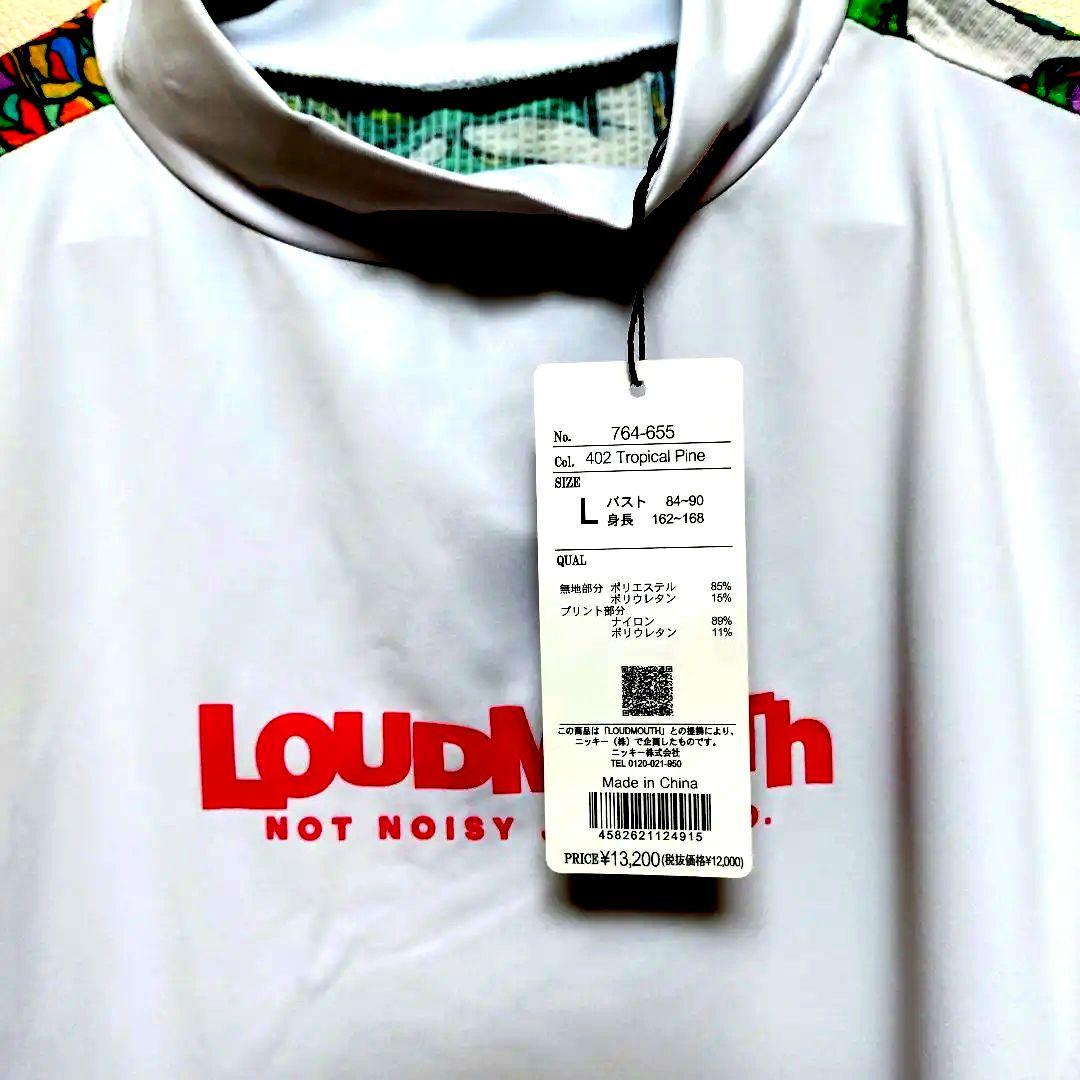 No. 764-655
Col. 402 Tropical Pine
SIZE
L バスト 84~90
身長 162~168
QUAL
無地部分 ポリエステル 85%
ポリウレタン 15%
プリント部分
ナイロン 89%
ポリウレタン 11%
この商品は「LOUDMOUTH」との提携により、
ニッキー（株）で企画したものです。
ニッキー株式会社
TEL 0120-021-950
Made in China
4582621124915
PRICE ¥13,200(税抜価格¥12,000)
NOT NOISY